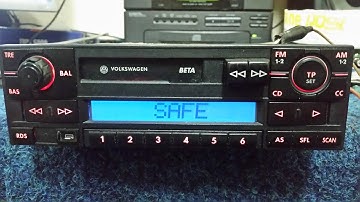 TRE
BAL
BAS
VOLKSWAGEN BETA
FM
1-2
AM
1-2
TP
SET
CD
CC
SAFE
RDS
1 2 3 4 5 6
AS SFL SCAN